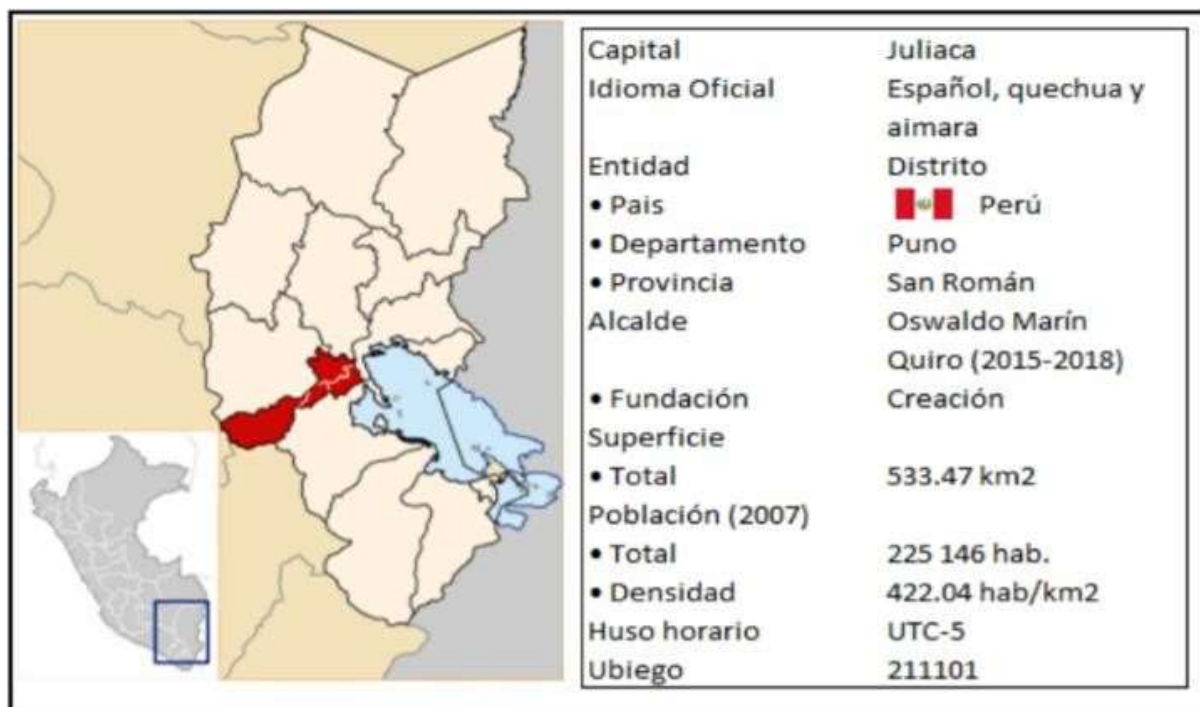 Capital Juliaca
Idioma Oficial Español, quechua y
aimara
Entidad Distrito
• Pais Perú
• Departamento Puno
• Provincia San Román
Alcalde Oswaldo Marín
Quiro (2015-2018)
• Fundación Creación
Superficie
• Total 533.47 km2
Población (2007)
• Total 225 146 hab.
• Densidad 422.04 hab/km2
Huso horario UTC-5
Ubiego 211101